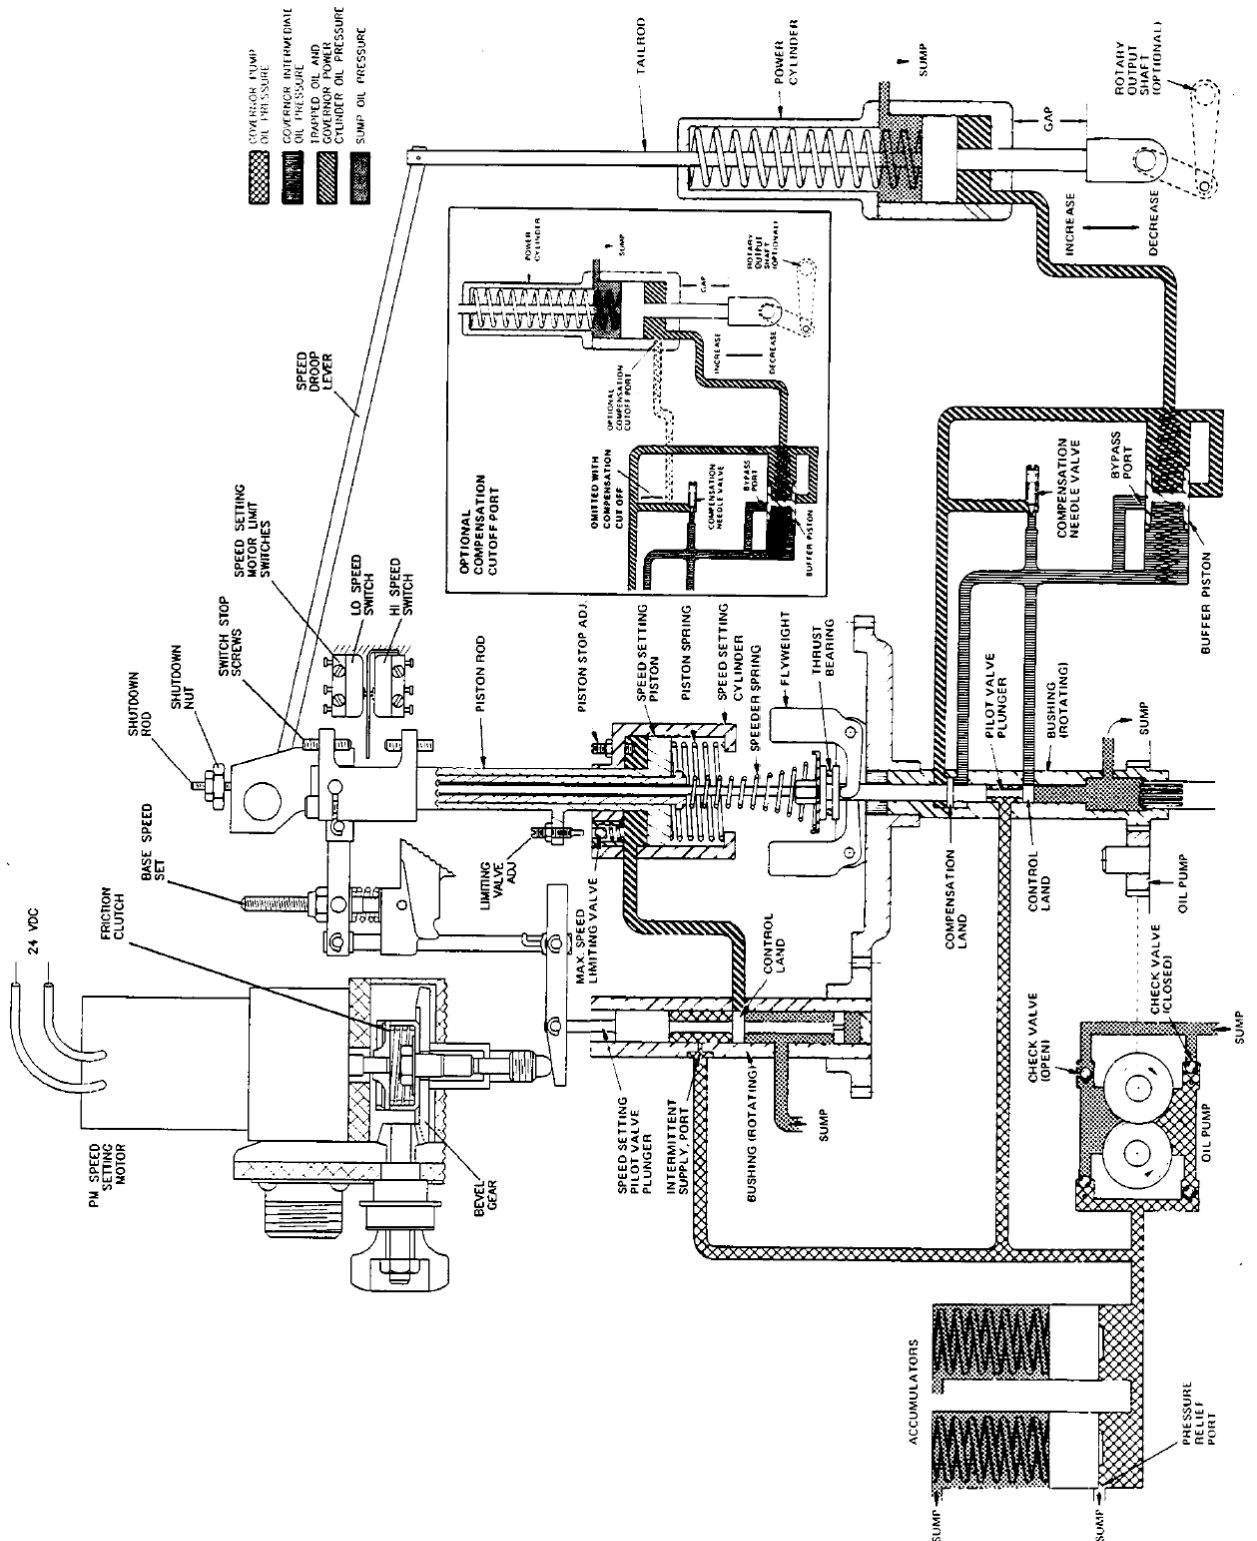 24 VDC
PM SPEED
SETTING
MOTOR
FRICTION
CLUTCH
BASE SPEED
SET
SHUTDOWN
ROD
SHUTDOWN
NUT
SWITCH STOP
SCREWS
SPEED SETTING
MOTOR LIMIT
SWITCHES
LO SPEED
SWITCH
HI SPEED
SWITCH
SPEED
DROOP
LEVER
GOVERNOR PUMP
OIL PRESSURE
GOVERNOR INTERMEDIATE
OIL PRESSURE
TRAPPED OIL AND
GOVERNOR POWER
CYLINDER OIL PRESSURE
SUMP OIL PRESSURE
TAILROD
POWER
CYLINDER
SUMP
GAP
ROTARY
OUTPUT
SHAFT
(OPTIONAL)
INCREASE
DECREASE
OPTIONAL
COMPENSATION
CUTOFF PORT
POWER
CYLINDER
SUMP
GAP
ROTARY
OUTPUT
SHAFT
(OPTIONAL)
INCREASE
DECREASE
OPTIONAL
COMPENSATION
CUTOFF PORT
OMITTED WITH
COMPENSATION
CUT OFF
COMPENSATION
NEEDLE VALVE
BYPASS
PORT
BUFFER PISTON
BEVEL
GEAR
LIMITING
VALVE
ADJ
MAX. SPEED
LIMITING VALVE
PISTON ROD
PISTON STOP ADJ.
SPEED SETTING
PISTON
PISTON SPRING
SPEED SETTING
CYLINDER
SPEEDER SPRING
FLYWEIGHT
THRUST
BEARING
SPEED SETTING
PILOT VALVE
PLUNGER
INTERMITTENT
SUPPLY, PORT
BUSHING (ROTATING)
SUMP
CONTROL
LAND
COMPENSATION
LAND
CONTROL
LAND
PILOT VALVE
PLUNGER
BUSHING
(ROTATING)
SUMP
OIL PUMP
COMPENSATION
NEEDLE VALVE
BYPASS
PORT
BUFFER PISTON
CHECK VALVE
(OPEN)
CHECK VALVE
(CLOSED)
OIL PUMP
SUMP
ACCUMULATORS
SUMP
SUMP
PRESSURE
RELIEF
PORT